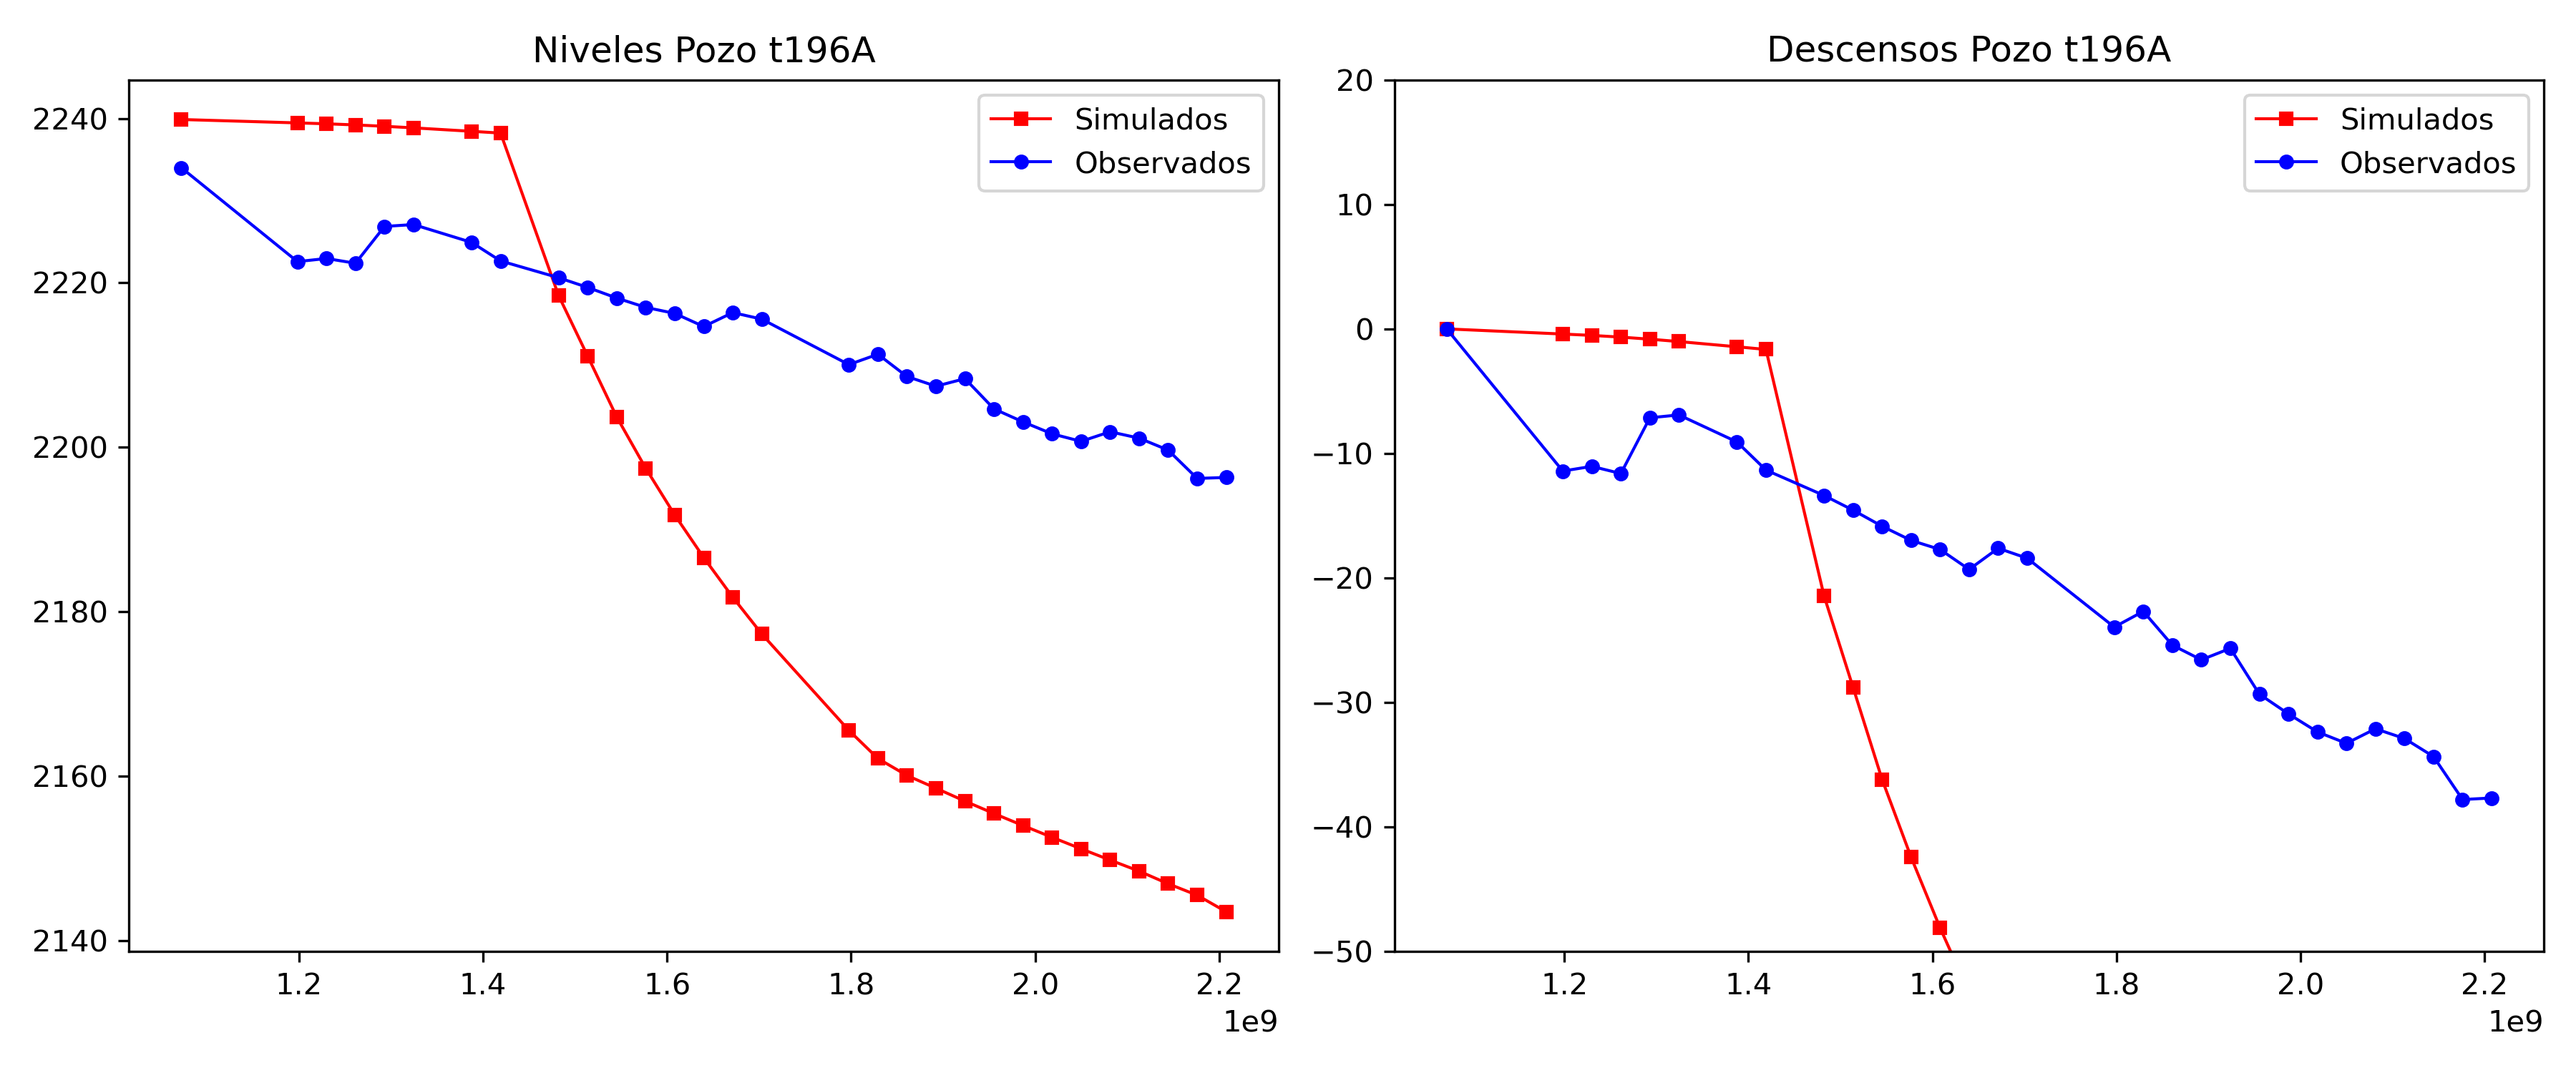 Niveles Pozo t196A
Simulados
Observados
2240
2220
2200
2180
2160
2140
1.2 1.4 1.6 1.8 2.0 2.2
1e9
Descensos Pozo t196A
Simulados
Observados
20
10
0
−10
−20
−30
−40
−50
1.2 1.4 1.6 1.8 2.0 2.2
1e9